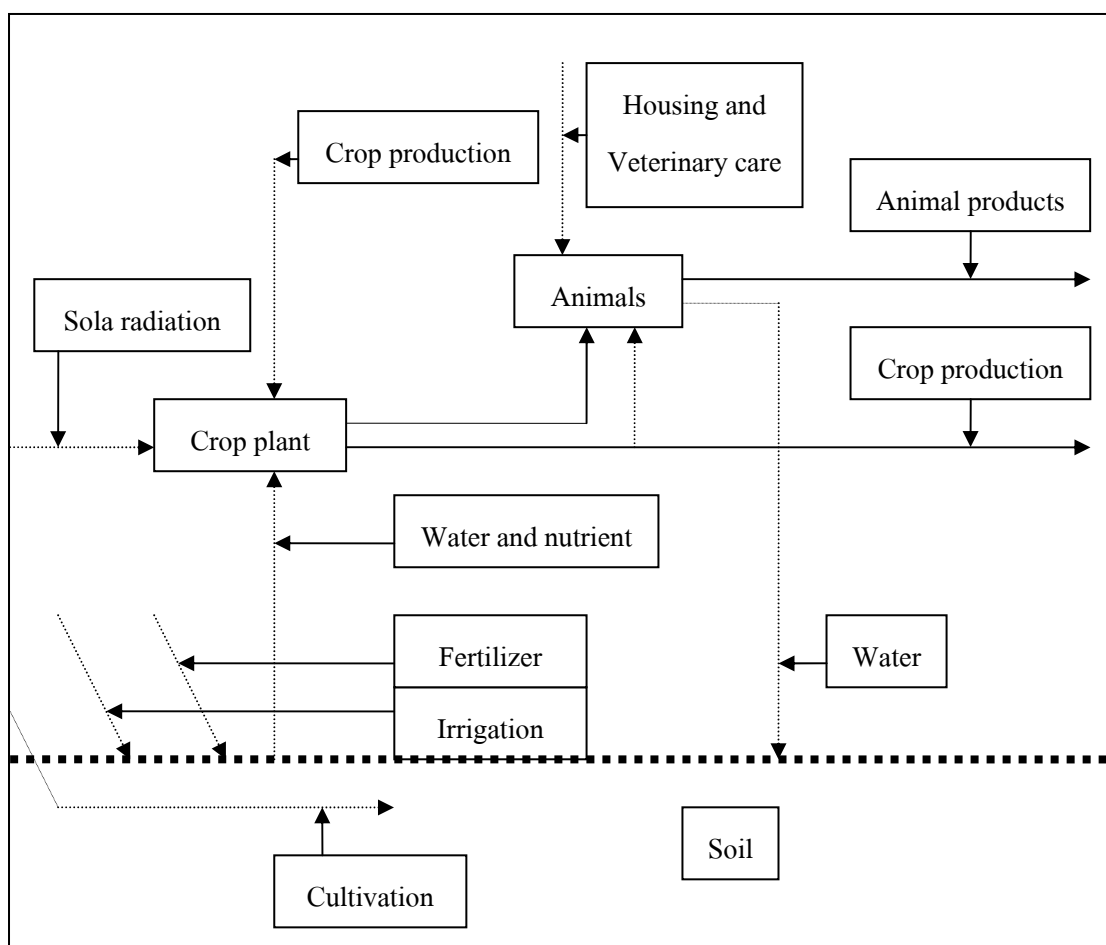 Housing and
Veterinary care
Crop production
Animal products
Animals
Sola radiation
Crop production
Crop plant
Water and nutrient
Fertilizer
Water
Irrigation
Soil
Cultivation